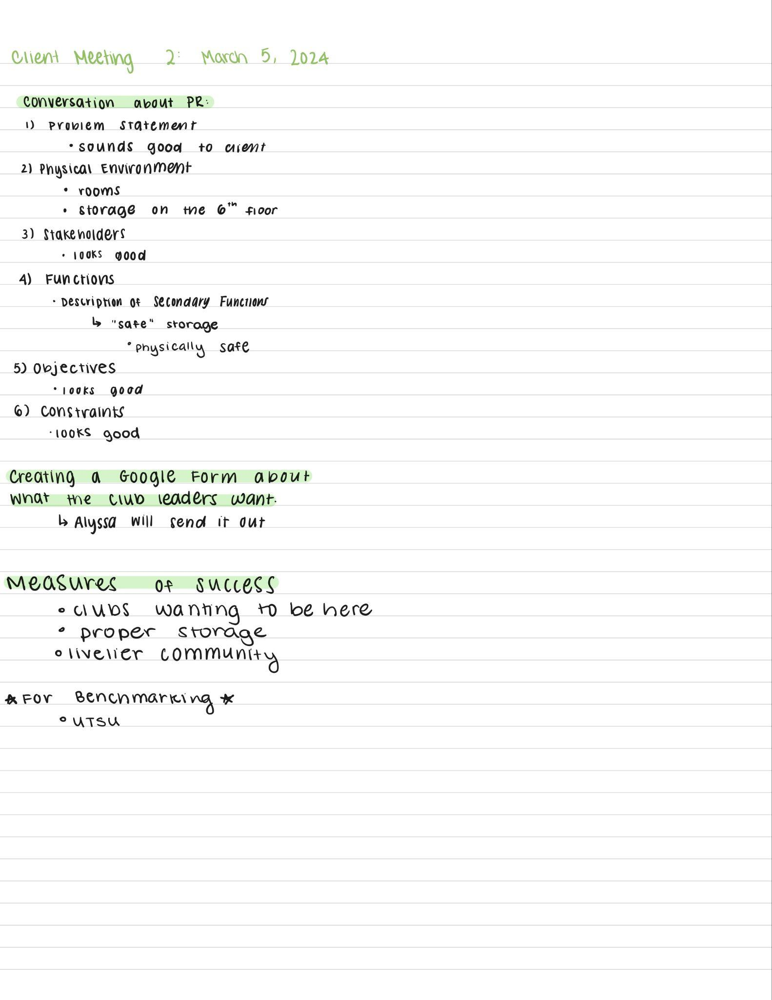 Client Meeting 2: March 5, 2024
Conversation about PR:
1) Problem Statement
• sounds good to client
2) Physical Environment
• rooms
• storage on the 6th floor
3) Stakeholders
• looks good
4) Functions
• Description of Secondary Functions
↳ "safe" storage
• physically safe
5) Objectives
• looks good
6) Constraints
• looks good
Creating a Google Form about
what the club leaders want.
↳ Alyssa will send it out
Measures of success
• clubs wanting to be here
• proper storage
• livelier community
★ For Benchmarking ★
• UTSU